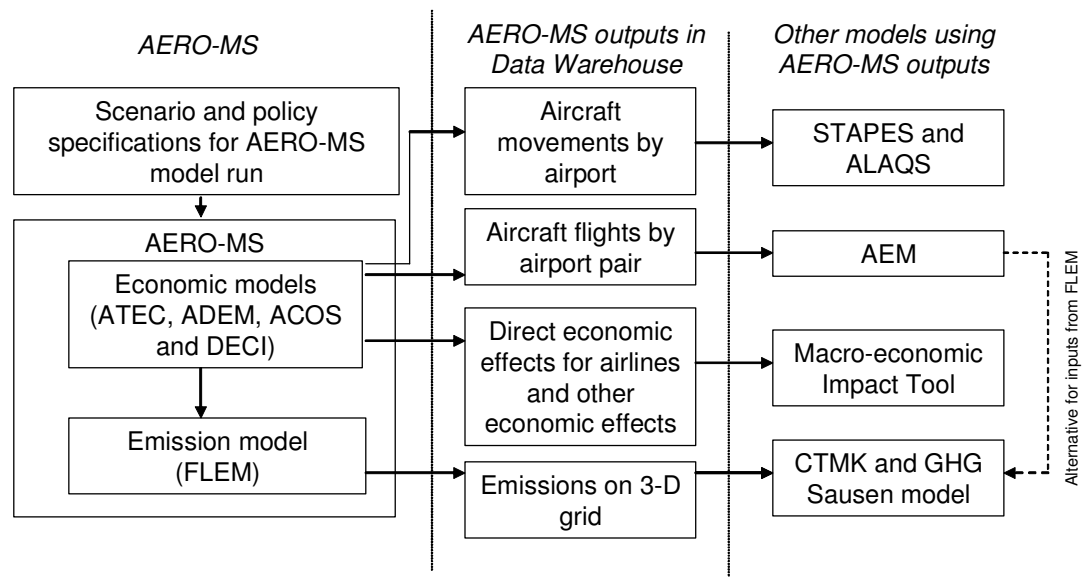 AERO-MS
Scenario and policy
specifications for AERO-MS
model run
AERO-MS
Economic models
(ATEC, ADEM, ACOS
and DECI)
Emission model
(FLEM)
AERO-MS outputs in
Data Warehouse
Aircraft
movements by
airport
Aircraft flights by
airport pair
Direct economic
effects for airlines
and other
economic effects
Emissions on 3-D
grid
Other models using
AERO-MS outputs
STAPES and
ALAQS
AEM
Macro-economic
Impact Tool
CTMK and GHG
Sausen model
Alternative for inputs from FLEM